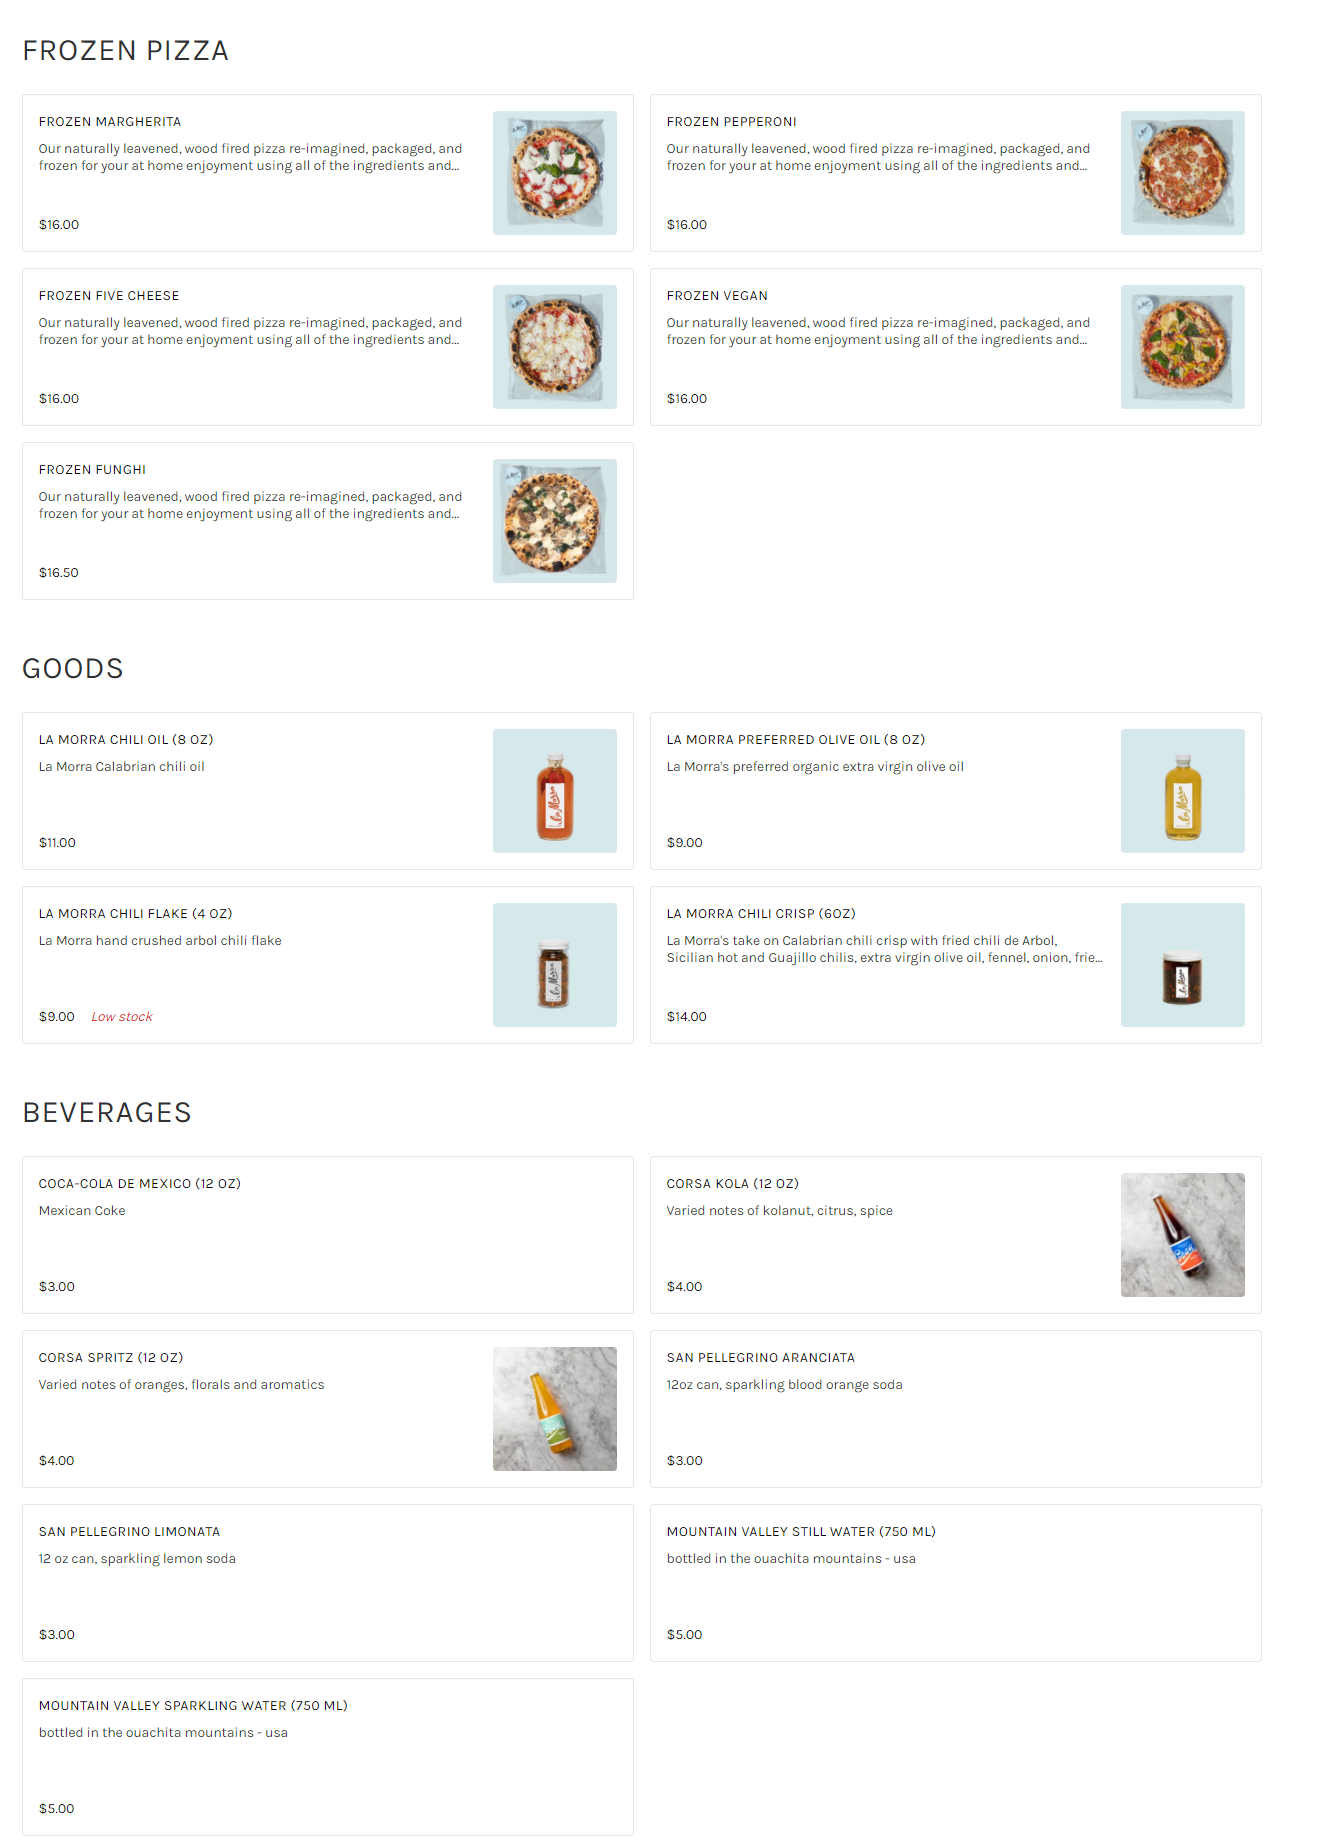 FROZEN PIZZA
FROZEN MARGHERITA
Our naturally leavened, wood fired pizza re-imagined, packaged, and
frozen for your at home enjoyment using all of the ingredients and...
$16.00
FROZEN PEPPERONI
Our naturally leavened, wood fired pizza re-imagined, packaged, and
frozen for your at home enjoyment using all of the ingredients and...
$16.00
FROZEN FIVE CHEESE
Our naturally leavened, wood fired pizza re-imagined, packaged, and
frozen for your at home enjoyment using all of the ingredients and...
$16.00
FROZEN VEGAN
Our naturally leavened, wood fired pizza re-imagined, packaged, and
frozen for your at home enjoyment using all of the ingredients and...
$16.00
FROZEN FUNGHI
Our naturally leavened, wood fired pizza re-imagined, packaged, and
frozen for your at home enjoyment using all of the ingredients and...
$16.50
GOODS
LA MORRA CHILI OIL (8 OZ)
La Morra Calabrian chili oil
$11.00
la Morra
LA MORRA PREFERRED OLIVE OIL (8 OZ)
La Morra's preferred organic extra virgin olive oil
$9.00
la Morra
LA MORRA CHILI FLAKE (4 OZ)
La Morra hand crushed arbol chili flake
$9.00 Low stock
la Morra
LA MORRA CHILI CRISP (6OZ)
La Morra's take on Calabrian chili crisp with fried chili de Arbol,
Sicilian hot and Guajillo chilis, extra virgin olive oil, fennel, onion, frie...
$14.00
la Morra
BEVERAGES
COCA-COLA DE MEXICO (12 OZ)
Mexican Coke
$3.00
CORSA KOLA (12 OZ)
Varied notes of kolanut, citrus, spice
$4.00
CORSA SPRITZ (12 OZ)
Varied notes of oranges, florals and aromatics
$4.00
SAN PELLEGRINO ARANCIATA
12oz can, sparkling blood orange soda
$3.00
SAN PELLEGRINO LIMONATA
12 oz can, sparkling lemon soda
$3.00
MOUNTAIN VALLEY STILL WATER (750 ML)
bottled in the ouachita mountains - usa
$5.00
MOUNTAIN VALLEY SPARKLING WATER (750 ML)
bottled in the ouachita mountains - usa
$5.00